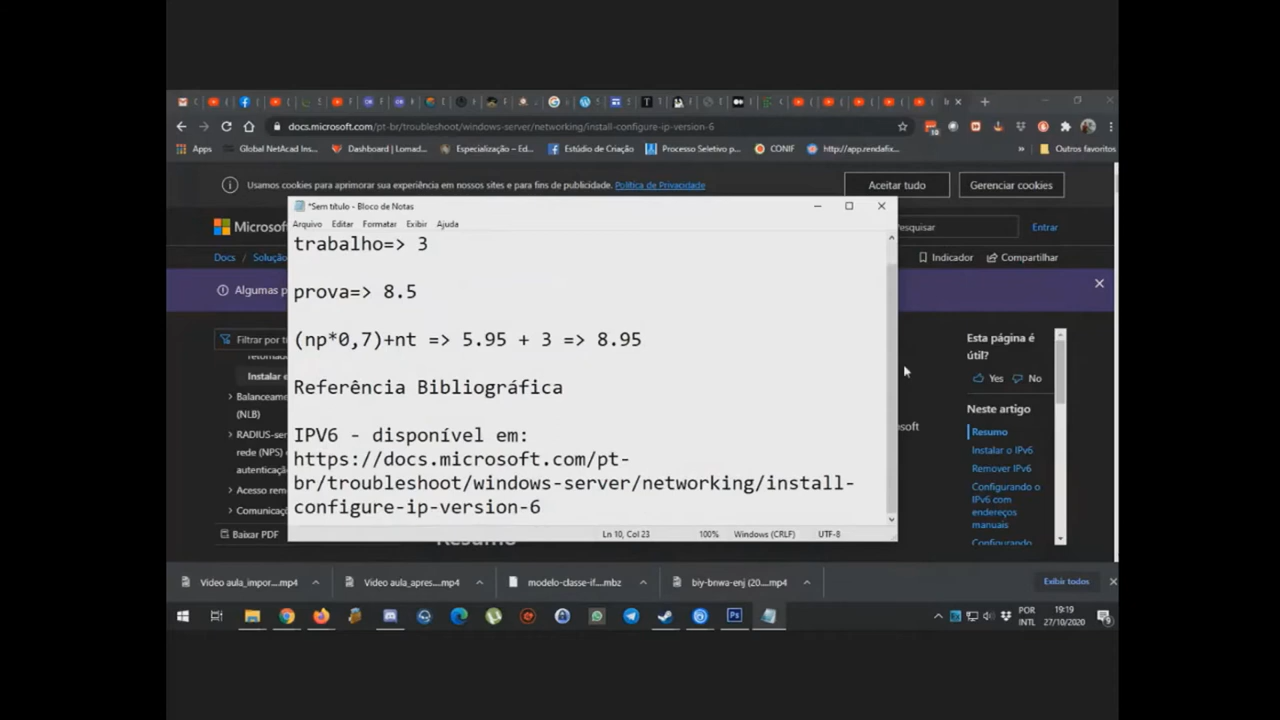 docs.microsoft.com/pt-br/troubleshoot/windows-server/networking/install-configure-ip-version-6
Apps
Global NetAcad Ins...
Dashboard | Lomad...
Especialização – Ed...
Estúdio de Criação
Processo Seletivo p...
CONIF
http://app.rendafix...
»
Outros favoritos
Usamos cookies para aprimorar sua experiência em nossos sites e para fins de publicidade. Política de Privacidade
Aceitar tudo
Gerenciar cookies
*Sem título - Bloco de Notas
Arquivo Editar Formatar Exibir Ajuda
trabalho=> 3
prova=> 8.5
(np*0,7)+nt => 5.95 + 3 => 8.95
Referência Bibliográfica
IPV6 - disponível em:
https://docs.microsoft.com/pt-
br/troubleshoot/windows-server/networking/install-
configure-ip-version-6
Ln 10, Col 23 100% Windows (CRLF) UTF-8
Microsof
esquisar
Entrar
Docs / Solução
Indicador
Compartilhar
Algumas p
Filtrar por tí
Instalar e
Balanceame
(NLB)
RADIUS-ser
rede (NPS)
autenticaçã
Acesso remo
Comunicaçõ
Baixar PDF
Resumo
osoft
Esta página é
útil?
Yes No
Neste artigo
Resumo
Instalar o IPv6
Remover IPv6
Configurando o
IPv6 com
endereços
manuais
Configurando
Video aula_impor....mp4
Video aula_apres....mp4
modelo-classe-if....mbz
biy-bnwa-enj (20....mp4
Exibir todos
POR
INTL
19:19
27/10/2020